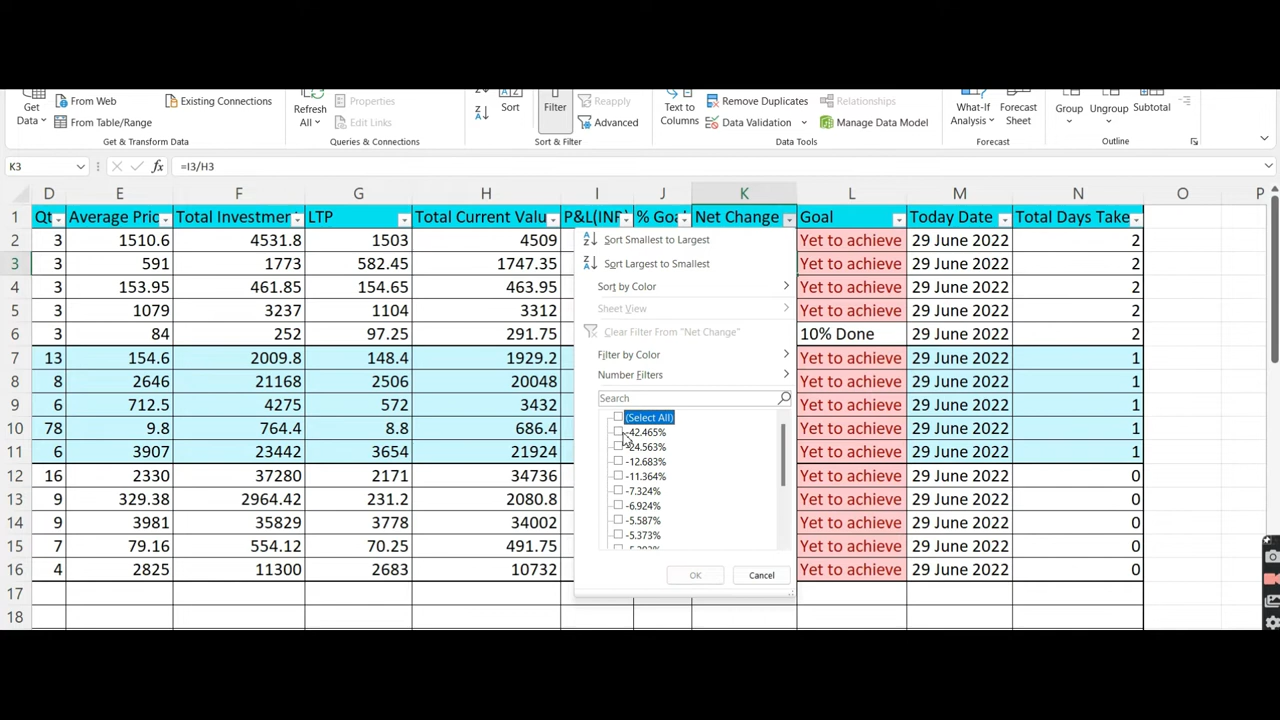 Get
Data
From Web
From Table/Range
Existing Connections
Get & Transform Data
Refresh
All
Properties
Edit Links
Queries & Connections
Sort
Filter
Reapply
Advanced
Sort & Filter
Text to
Columns
Remove Duplicates
Data Validation
Relationships
Manage Data Model
Data Tools
What-If
Analysis
Forecast
Sheet
Forecast
Group
Ungroup
Subtotal
Outline
K3 fx =I3/H3
D E F G H I J K L M N O P
1 Qt Average Pric Total Investmen LTP Total Current Valu P&L(INR % Goa Net Change Goal Today Date Total Days Take
2 3 1510.6 4531.8 1503 4509 Yet to achieve 29 June 2022 2
3 3 591 1773 582.45 1747.35 Yet to achieve 29 June 2022 2
4 3 153.95 461.85 154.65 463.95 Yet to achieve 29 June 2022 2
5 3 1079 3237 1104 3312 Yet to achieve 29 June 2022 2
6 3 84 252 97.25 291.75 10% Done 29 June 2022 2
7 13 154.6 2009.8 148.4 1929.2 Yet to achieve 29 June 2022 1
8 8 2646 21168 2506 20048 Yet to achieve 29 June 2022 1
9 6 712.5 4275 572 3432 Yet to achieve 29 June 2022 1
10 78 9.8 764.4 8.8 686.4 Yet to achieve 29 June 2022 1
11 6 3907 23442 3654 21924 Yet to achieve 29 June 2022 1
12 16 2330 37280 2171 34736 Yet to achieve 29 June 2022 0
13 9 329.38 2964.42 231.2 2080.8 Yet to achieve 29 June 2022 0
14 9 3981 35829 3778 34002 Yet to achieve 29 June 2022 0
15 7 79.16 554.12 70.25 491.75 Yet to achieve 29 June 2022 0
16 4 2825 11300 2683 10732 Yet to achieve 29 June 2022 0
17
18
Sort Smallest to Largest
Sort Largest to Smallest
Sort by Color
Sheet View
Clear Filter From "Net Change"
Filter by Color
Number Filters
Search
(Select All)
-42.465%
-24.563%
-12.683%
-11.364%
-7.324%
-6.924%
-5.587%
-5.373%
OK
Cancel